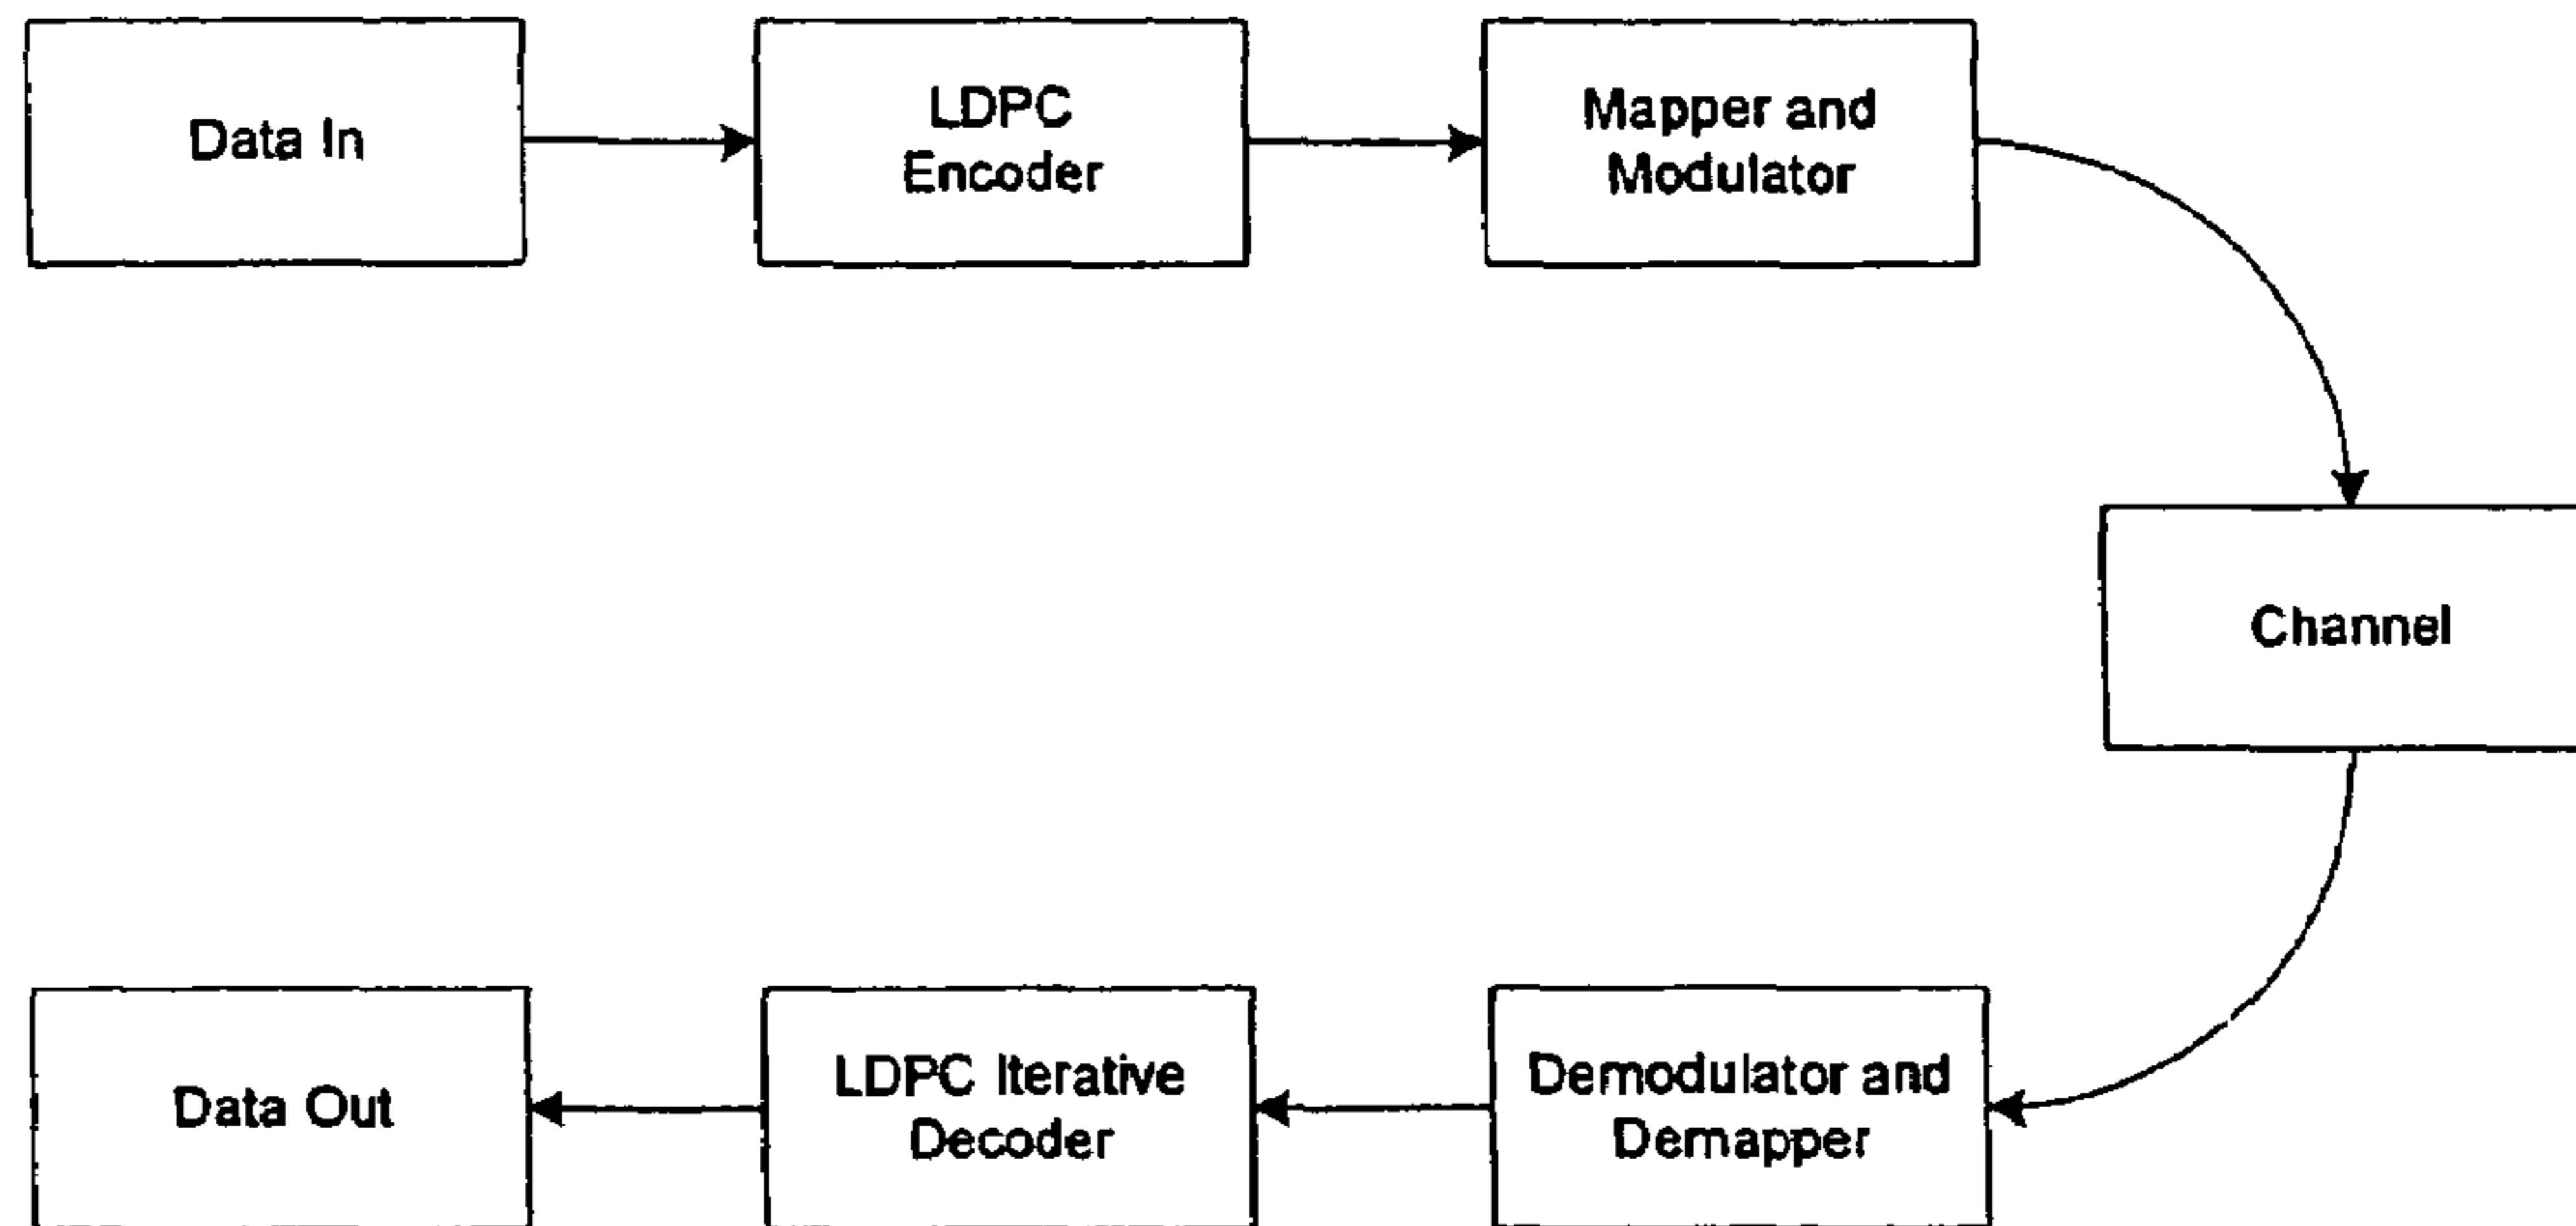 Data In
LDPC
Encoder
Mapper and
Modulator
Channel
Data Out
LDPC Iterative
Decoder
Demodulator and
Demapper